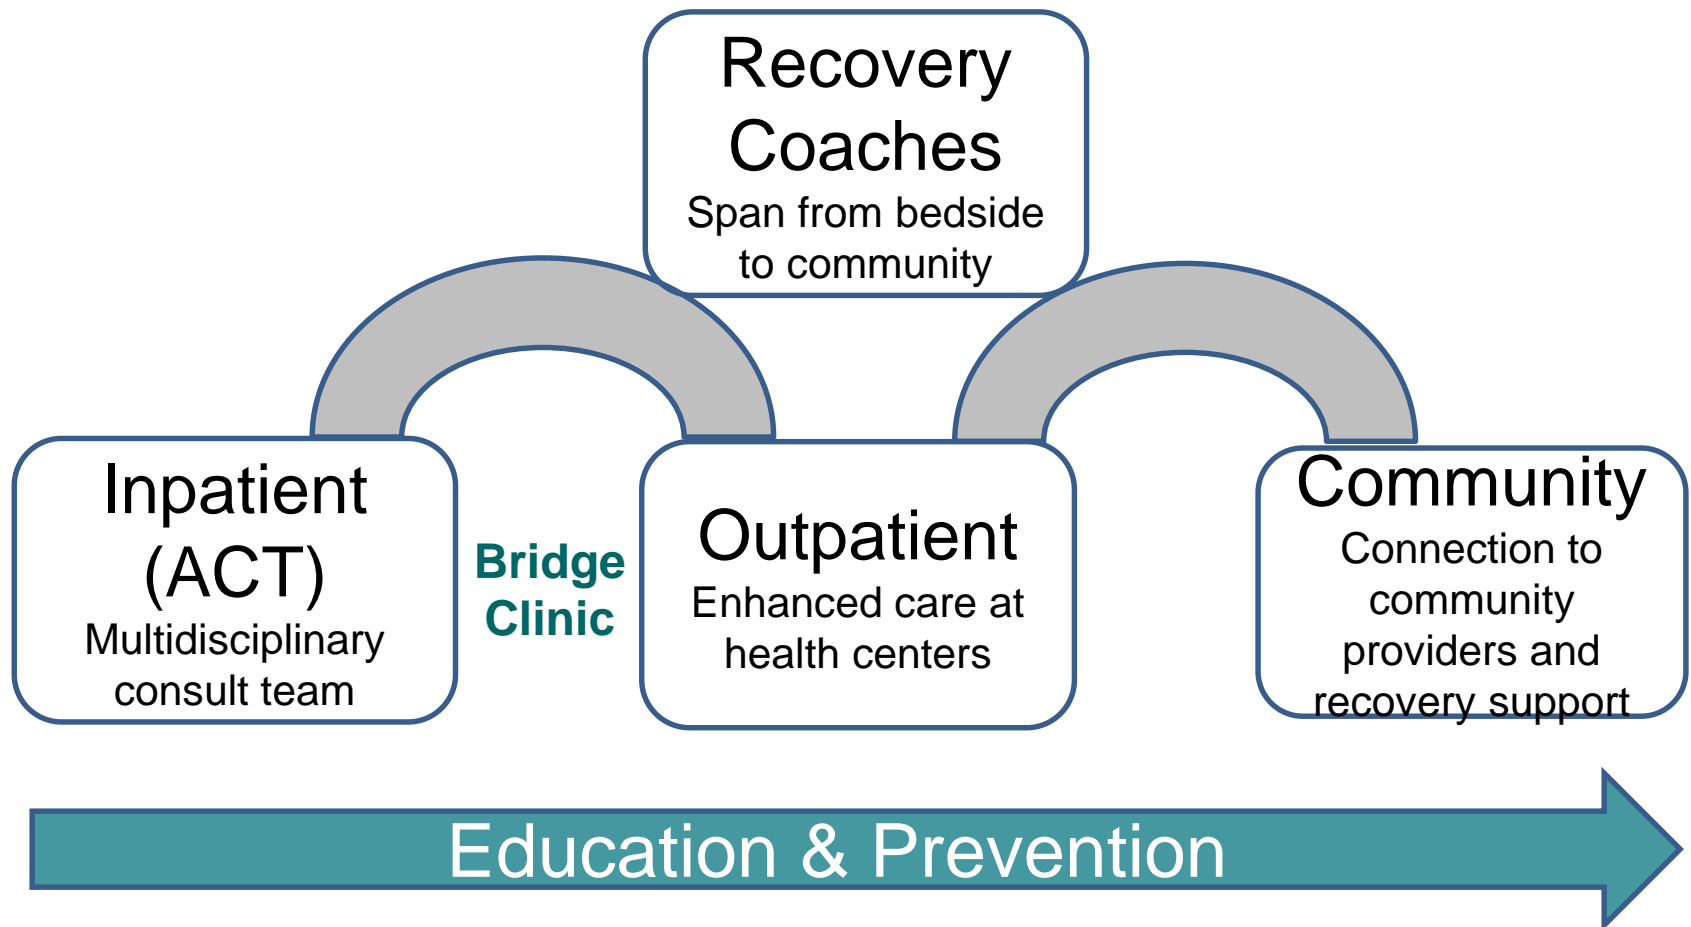 Recovery
Coaches
Span from bedside
to community
Inpatient
(ACT)
Multidisciplinary
consult team
Bridge
Clinic
Outpatient
Enhanced care at
health centers
Community
Connection to
community
providers and
recovery support
Education & Prevention